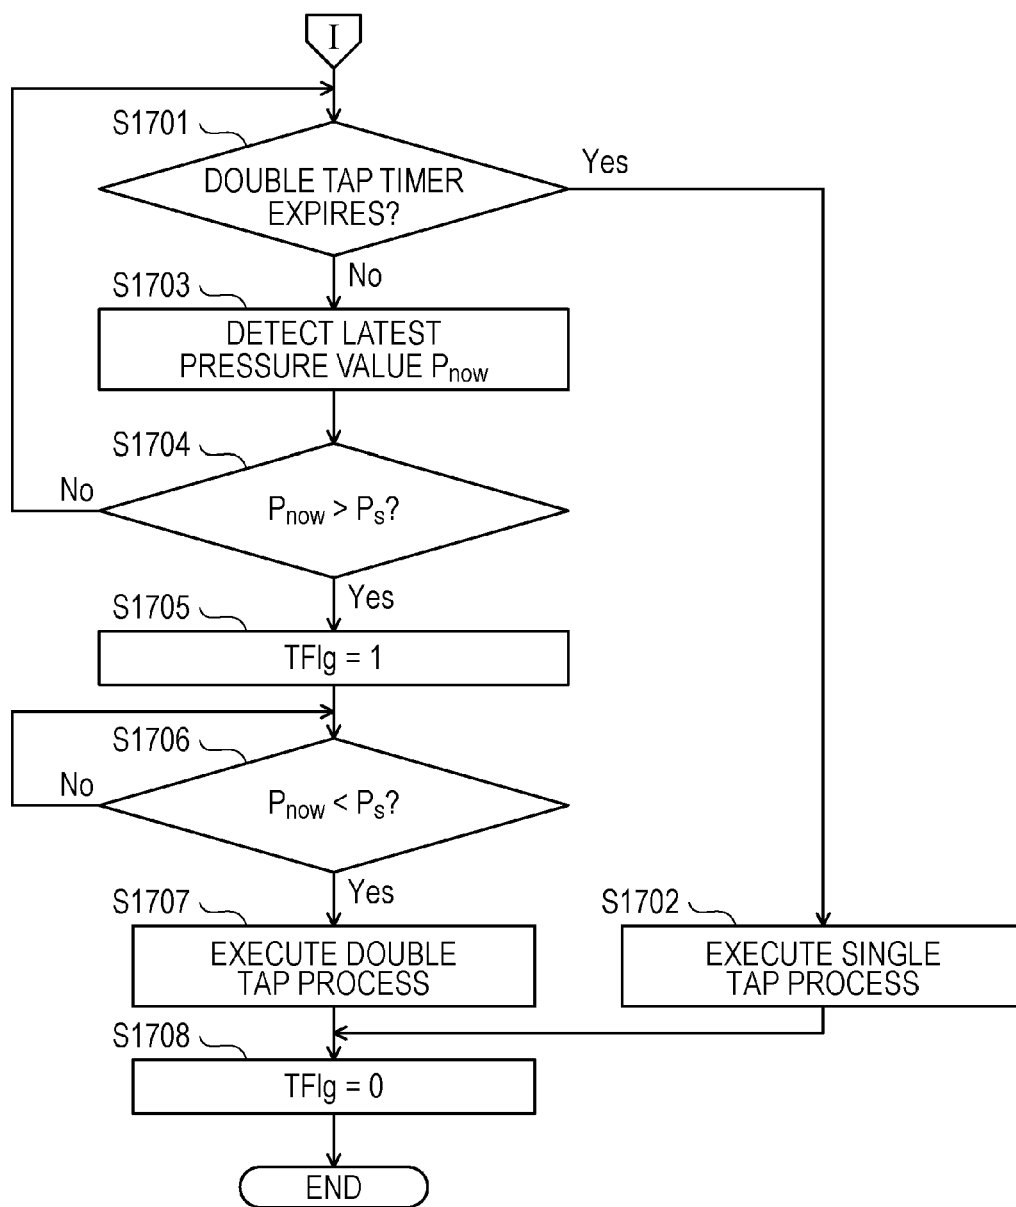 I
S1701
Yes
DOUBLE TAP TIMER
EXPIRES?
No
S1703
DETECT LATEST
PRESSURE VALUE Pnow
S1704
No
Pnow > Ps?
Yes
S1705
TFlg = 1
S1706
No
Pnow < Ps?
Yes
S1707
EXECUTE DOUBLE
TAP PROCESS
S1702
EXECUTE SINGLE
TAP PROCESS
S1708
TFlg = 0
END